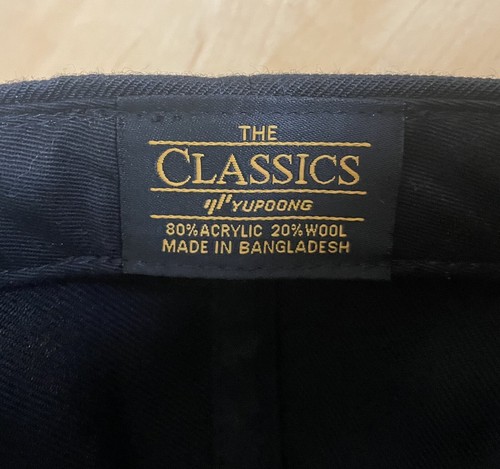 THE
CLASSICS
YUPOONG
80% ACRYLIC 20% WOOL
MADE IN BANGLADESH